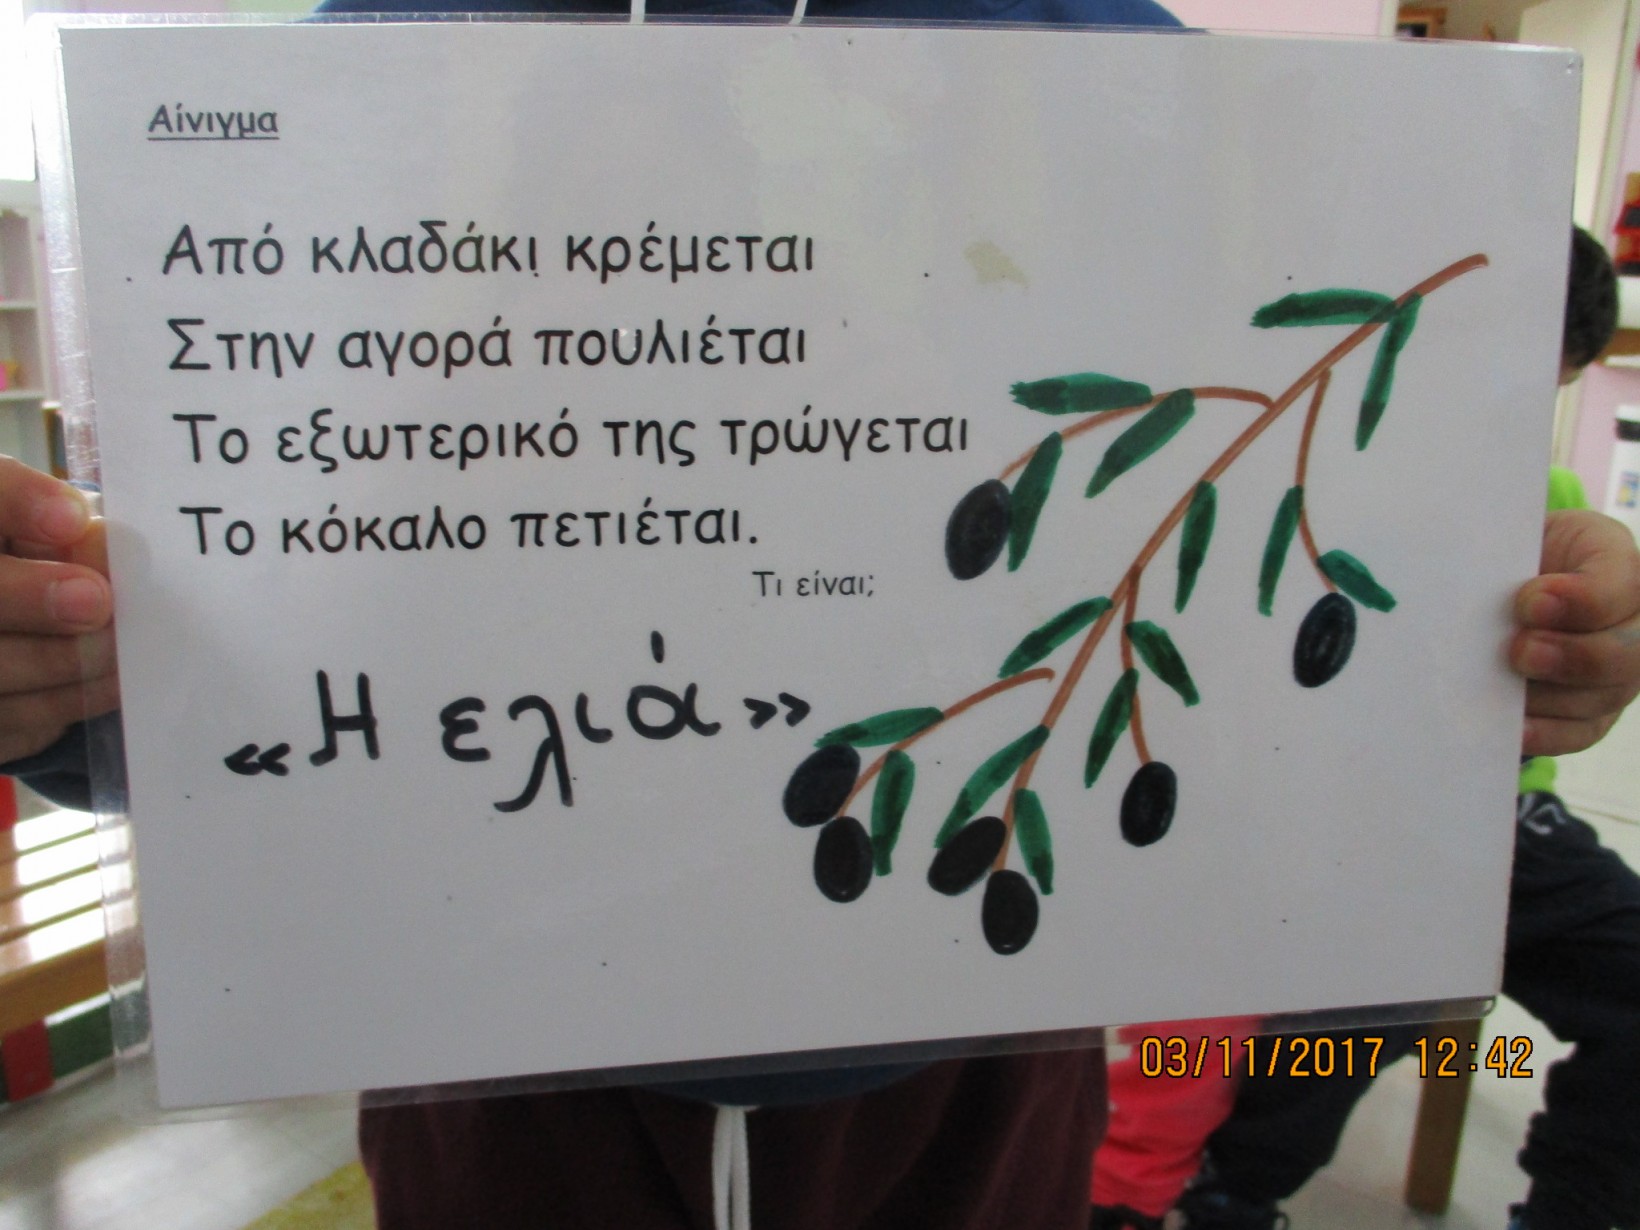 Αίνιγμα
Από κλαδάκι κρέμεται
Στην αγορά πουλιέται
Το εξωτερικό της τρώγεται
Το κόκαλο πετιέται.
Τι είναι;
«Η ελιά»
03/11/2017 12:42